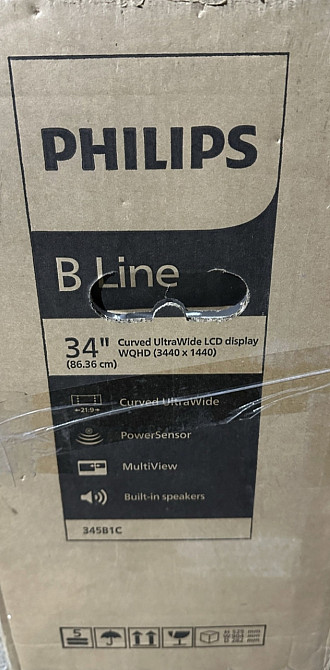 PHILIPS
B Line
34" Curved UltraWide LCD display
(86.36 cm) WQHD (3440 x 1440)
21:9
Curved UltraWide
PowerSensor
MultiView
Built-in speakers
345B1C
5